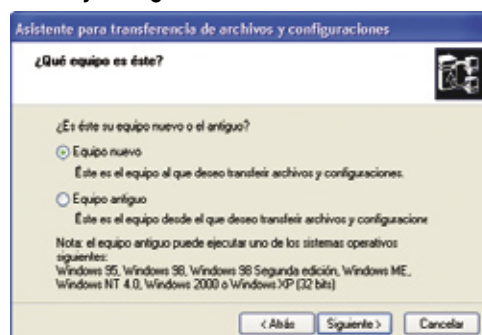 Asistente para transferencia de archivos y configuraciones
¿Qué equipo es éste?
¿Es éste su equipo nuevo o el antiguo?
Equipo nuevo
Éste es el equipo al que deseo transferir archivos y configuraciones.
Equipo antiguo
Éste es el equipo desde el que deseo transferir archivos y configuracione
Nota: el equipo antiguo puede ejecutar uno de los sistemas operativos
siguientes:
Windows 95, Windows 98, Windows 98 Segunda edición, Windows ME,
Windows NT 4.0, Windows 2000 o Windows XP (32 bits)
< Atrás Siguiente > Cancelar